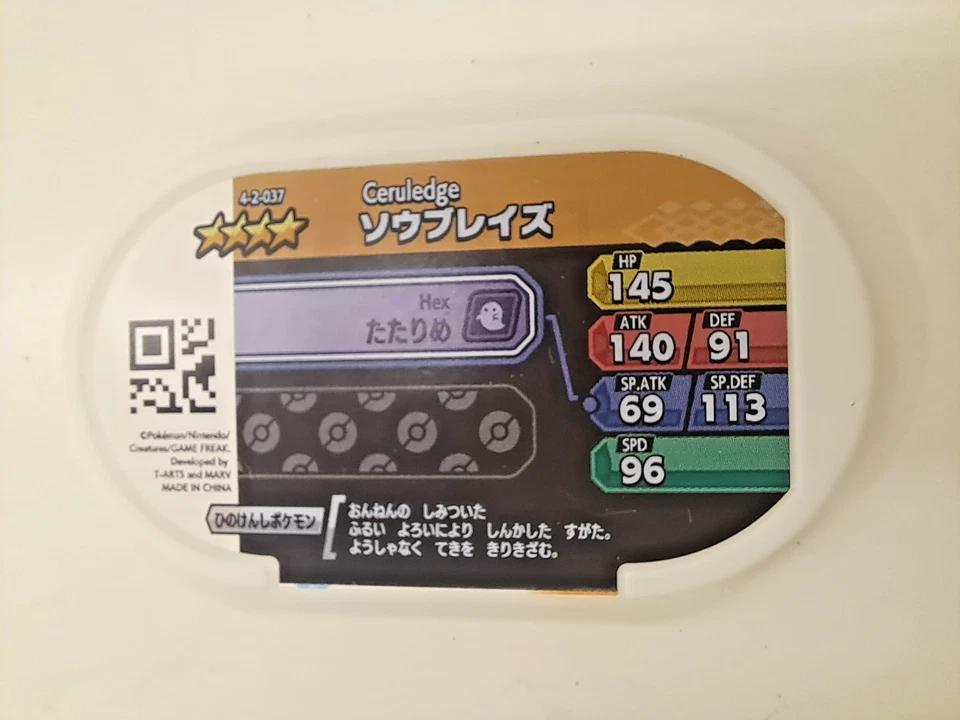 4-2-037
Ceruledge
ソウブレイズ
Hex
たたりめ
HP
145
ATK
140
DEF
91
SP.ATK
69
SP.DEF
113
SPD
96
©Pokémon/Nintendo/
Creatures/GAME FREAK.
Developed by
T-ARTS and MARV
MADE IN CHINA
ひのけんしポケモン
おんねんの しみついた
ふるい よろいにより しんかした すがた。
ようしゃなく てきを きりきざむ。